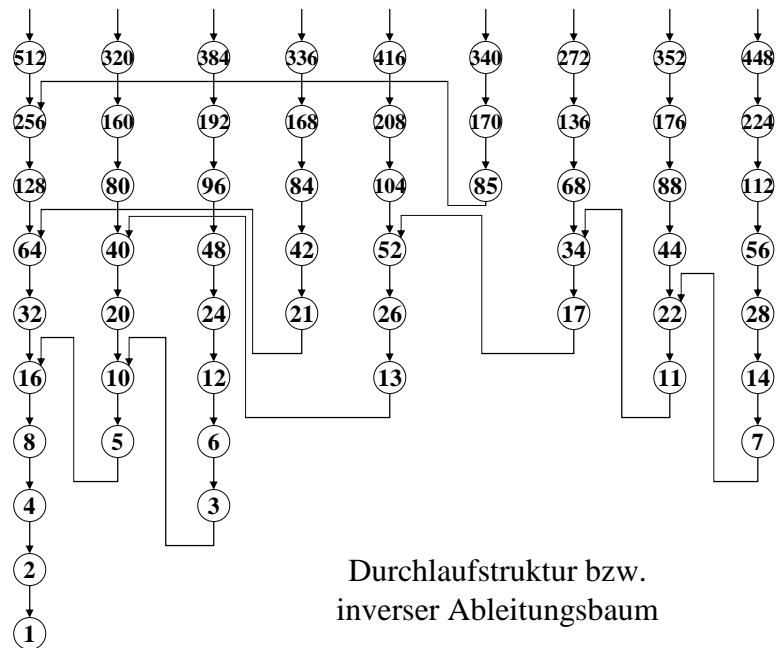 512 320 384 336 416 340 272 352 448
256 160 192 168 208 170 136 176 224
128 80 96 84 104 85 68 88 112
64 40 48 42 52 34 44 56
32 20 24 21 26 17 22 28
16 10 12 13 11 14
8 5 6 7
4 3
2
1
Durchlaufstruktur bzw.
inverser Ableitungsbaum